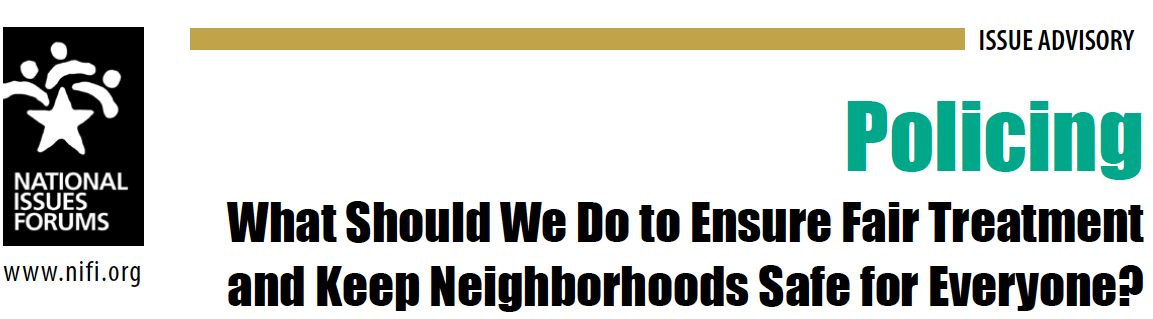 NATIONAL
ISSUES
FORUMS
www.nifi.org
ISSUE ADVISORY
Policing
What Should We Do to Ensure Fair Treatment
and Keep Neighborhoods Safe for Everyone?